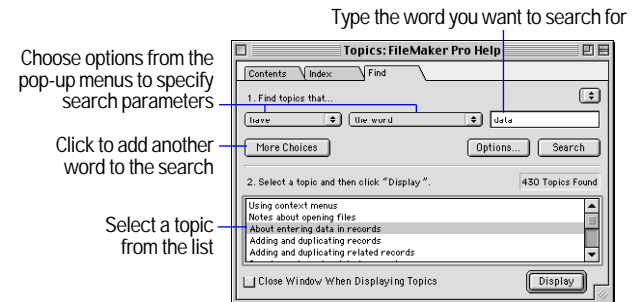 Type the word you want to search for
Choose options from the
pop-up menus to specify
search parameters
Click to add another
word to the search
Select a topic
from the list
Topics: FileMaker Pro Help
Contents Index Find
1. Find topics that...
have the word data
More Choices Options... Search
2. Select a topic and then click "Display". 430 Topics Found
Using context menus
Notes about opening files
About entering data in records
Adding and duplicating records
Adding and duplicating related records
Close Window When Displaying Topics Display